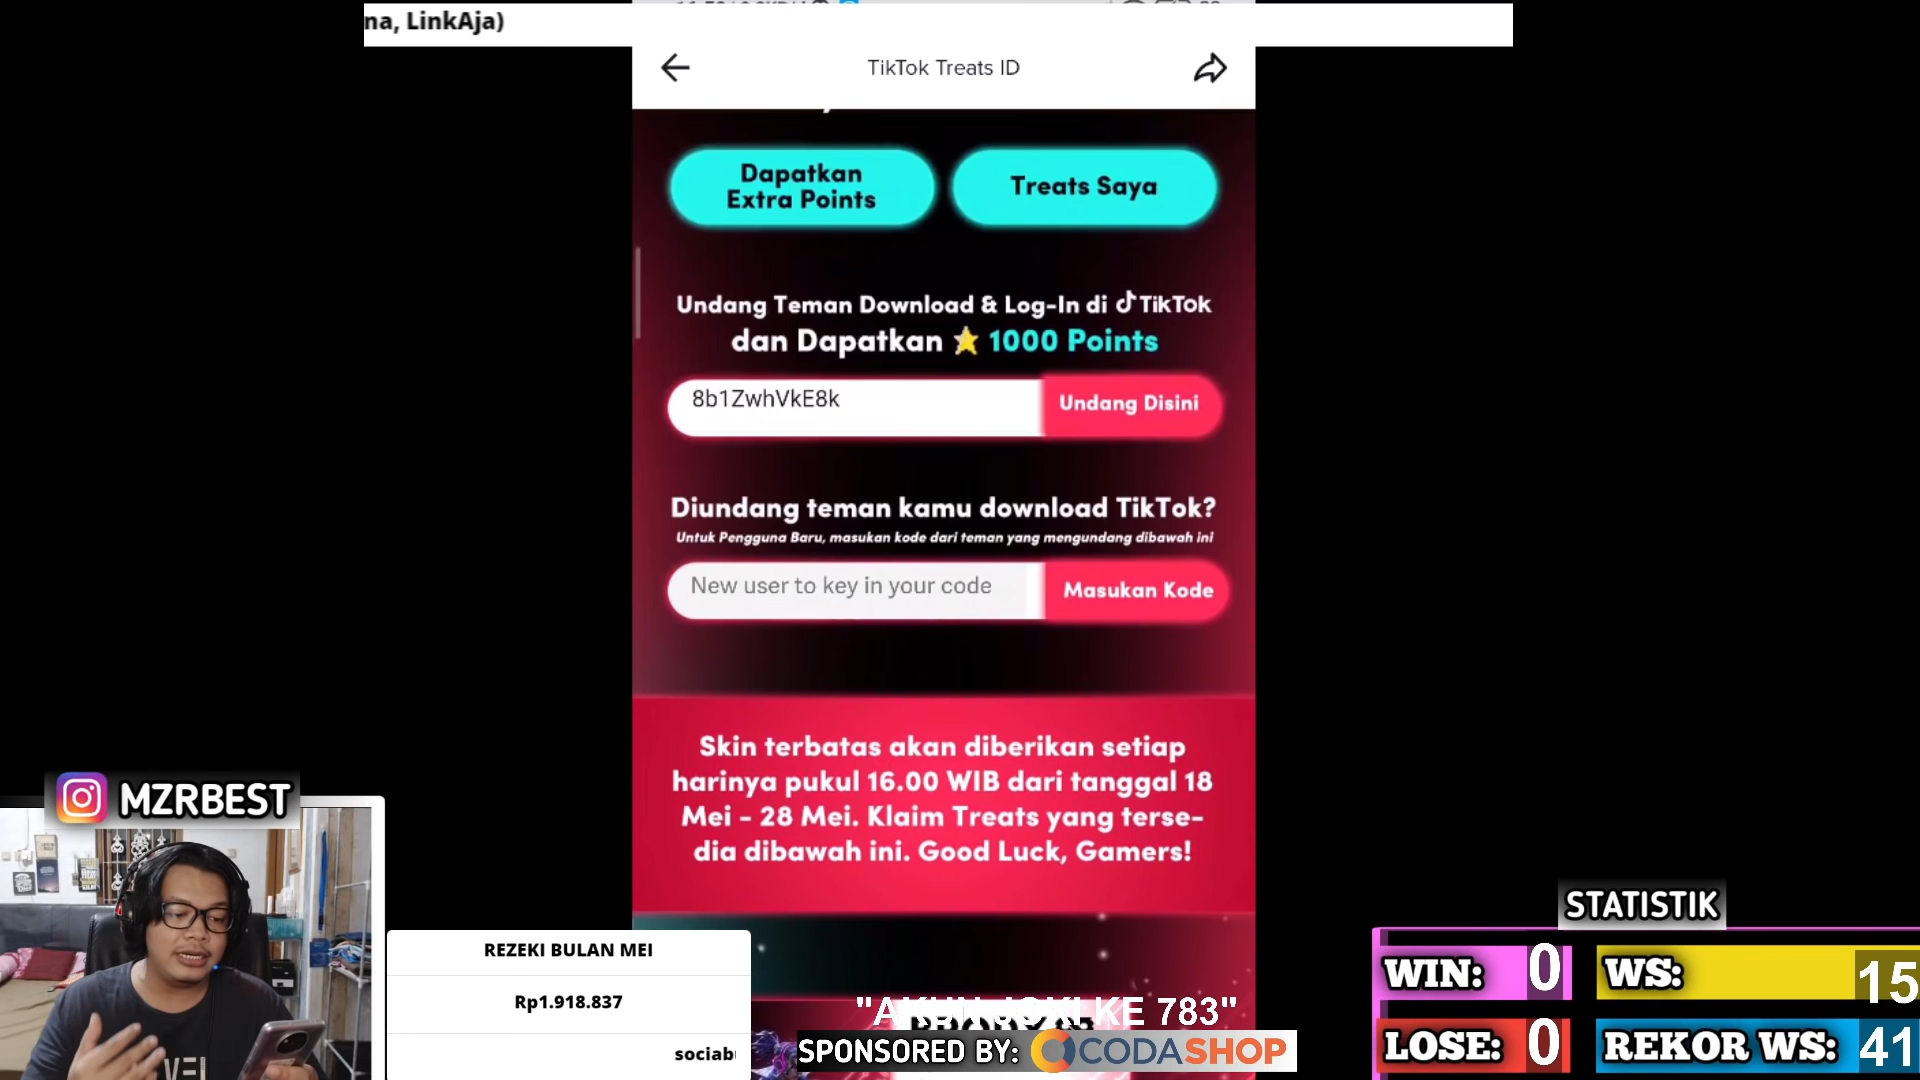 na, LinkAja)
TikTok Treats ID
Dapatkan
Extra Points
Treats Saya
Undang Teman Download & Log-In di TikTok
dan Dapatkan 1000 Points
8b1ZwhVkE8k
Undang Disini
Diundang teman kamu download TikTok?
Untuk Pengguna Baru, masukan kode dari teman yang mengundang dibawah ini
New user to key in your code
Masukan Kode
Skin terbatas akan diberikan setiap
harinya pukul 16.00 WIB dari tanggal 18
Mei - 28 Mei. Klaim Treats yang terse-
dia dibawah ini. Good Luck, Gamers!
MZRBEST
REZEKI BULAN MEI
Rp1.918.837
sociab
"AKUN JOKI KE 783"
SPONSORED BY: CODASHOP
STATISTIK
WIN: 0
WS: 15
LOSE: 0
REKOR WS: 41